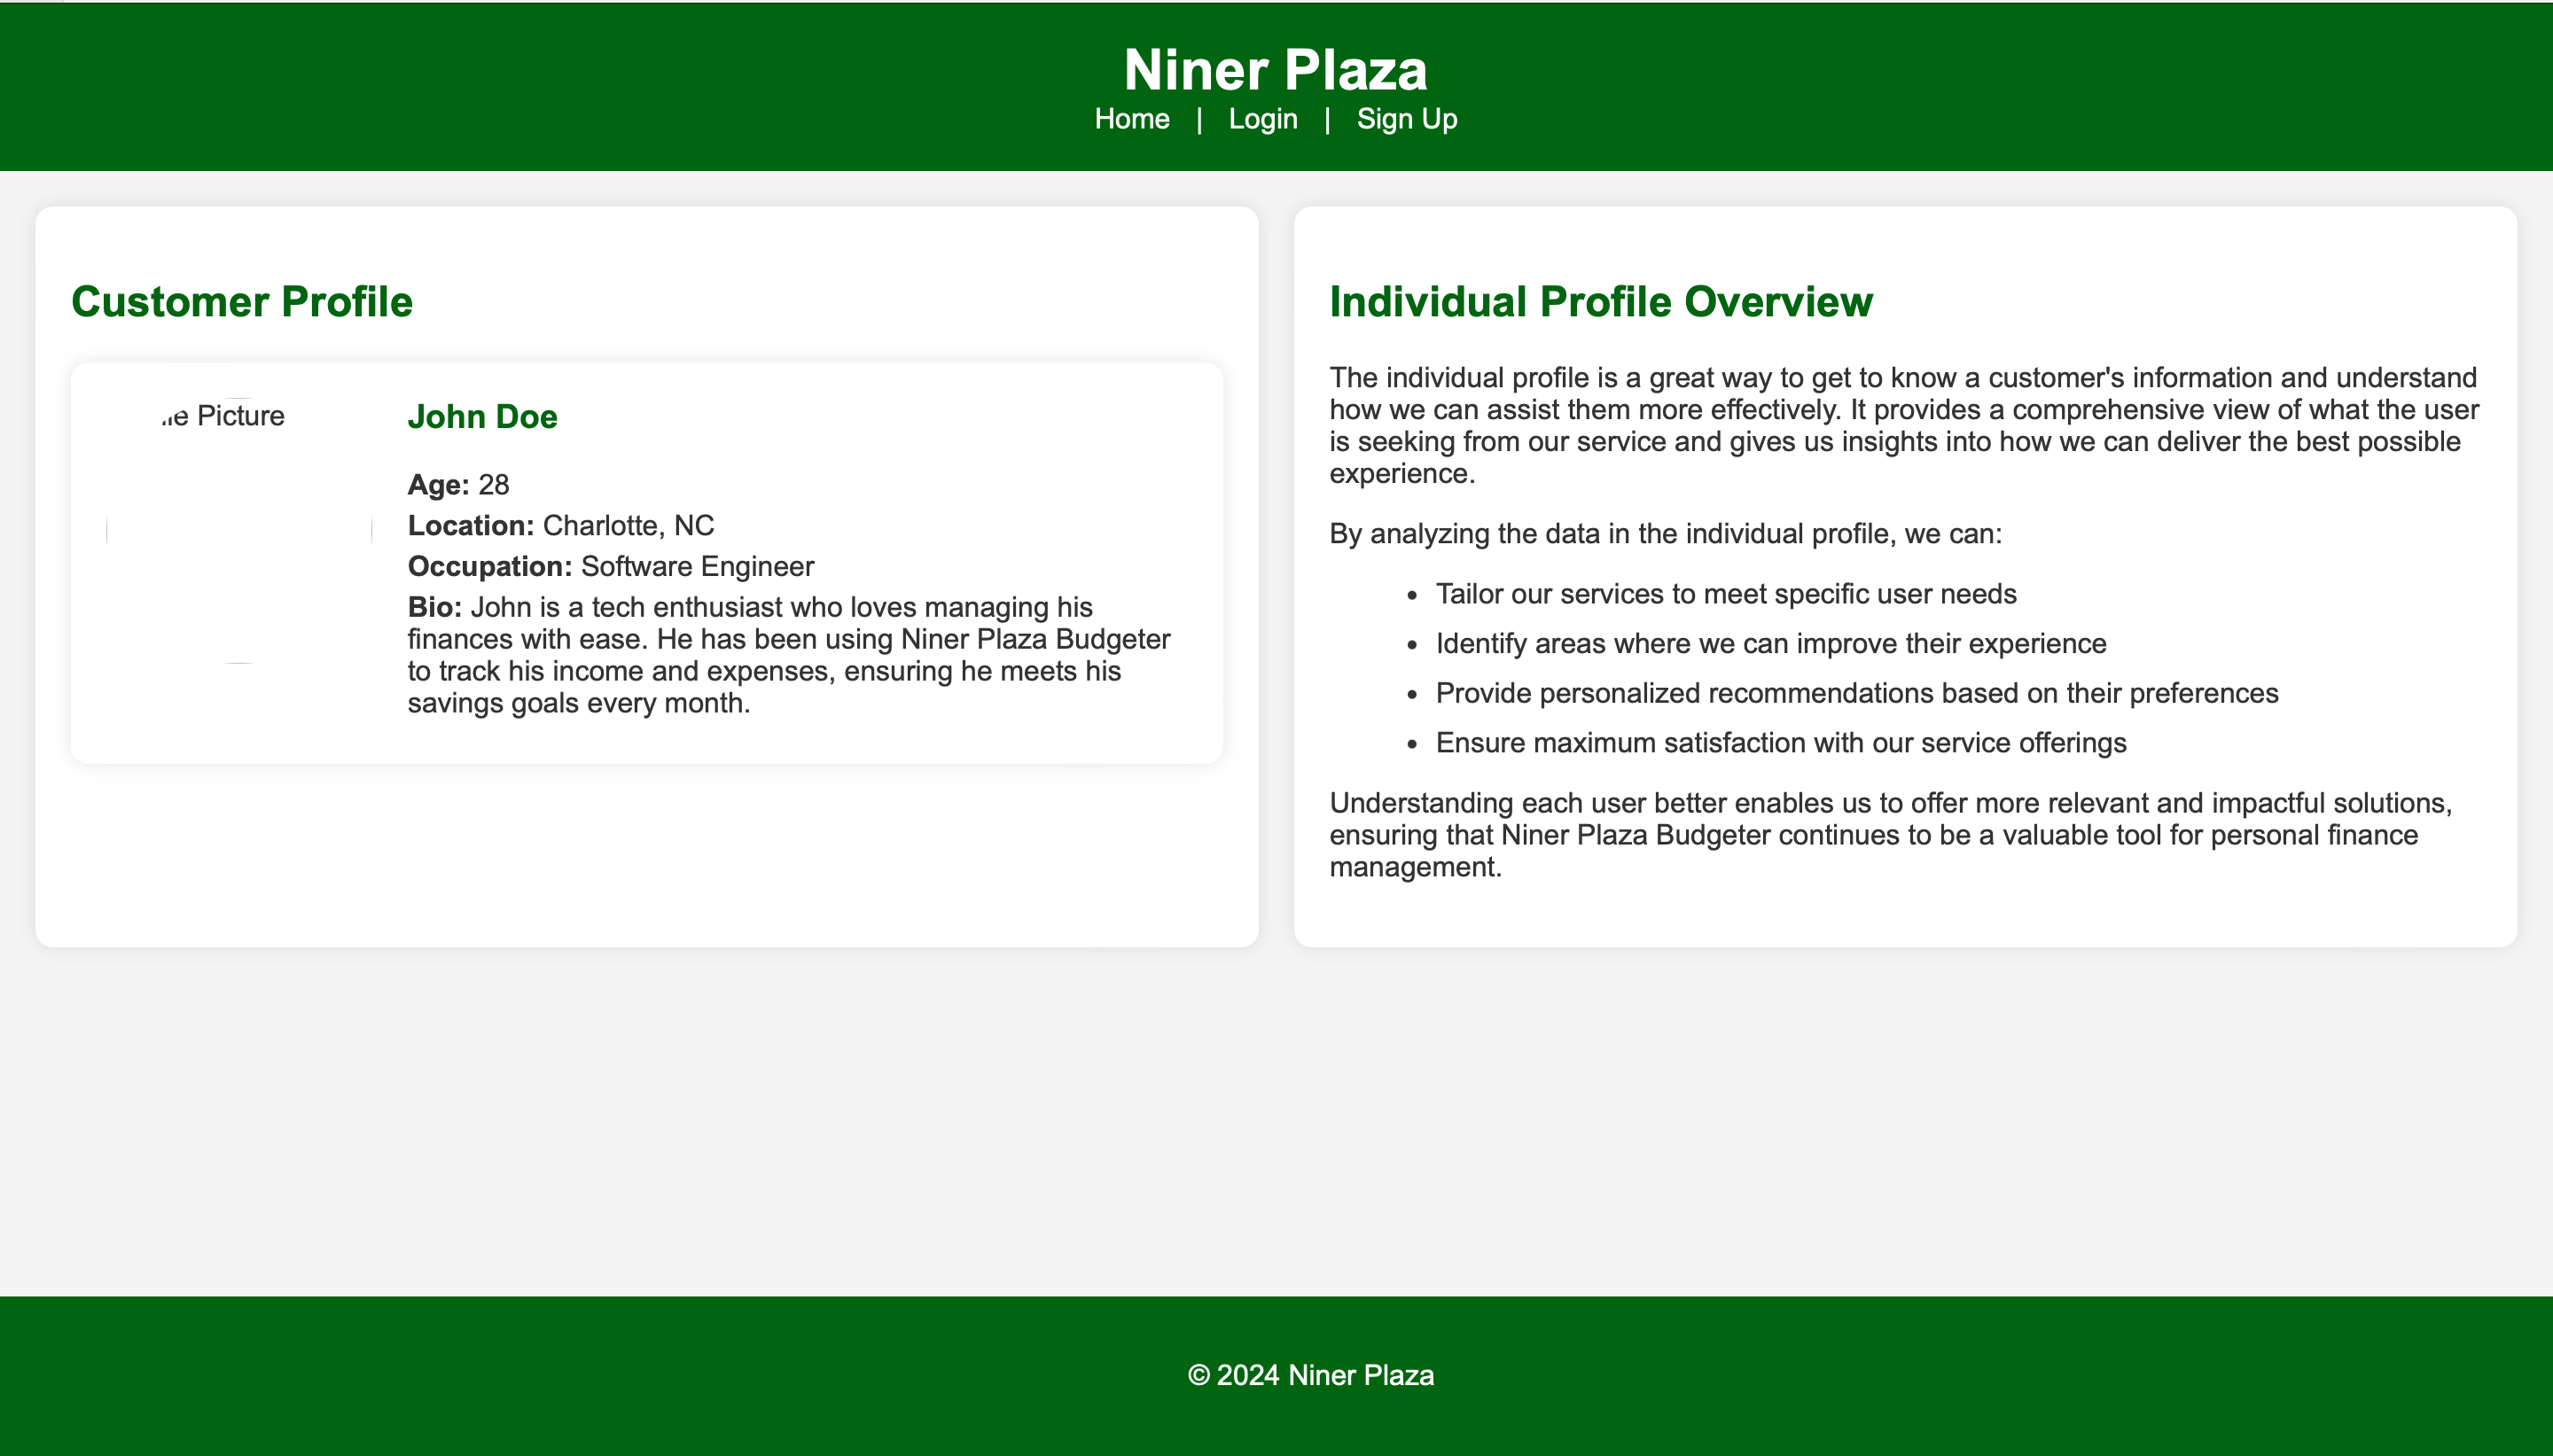 Niner Plaza
Home | Login | Sign Up
Customer Profile
Picture
John Doe
Age: 28
Location: Charlotte, NC
Occupation: Software Engineer
Bio: John is a tech enthusiast who loves managing his
finances with ease. He has been using Niner Plaza Budgeter
to track his income and expenses, ensuring he meets his
savings goals every month.
Individual Profile Overview
The individual profile is a great way to get to know a customer's information and understand
how we can assist them more effectively. It provides a comprehensive view of what the user
is seeking from our service and gives us insights into how we can deliver the best possible
experience.
By analyzing the data in the individual profile, we can:
• Tailor our services to meet specific user needs
• Identify areas where we can improve their experience
• Provide personalized recommendations based on their preferences
• Ensure maximum satisfaction with our service offerings
Understanding each user better enables us to offer more relevant and impactful solutions,
ensuring that Niner Plaza Budgeter continues to be a valuable tool for personal finance
management.
© 2024 Niner Plaza